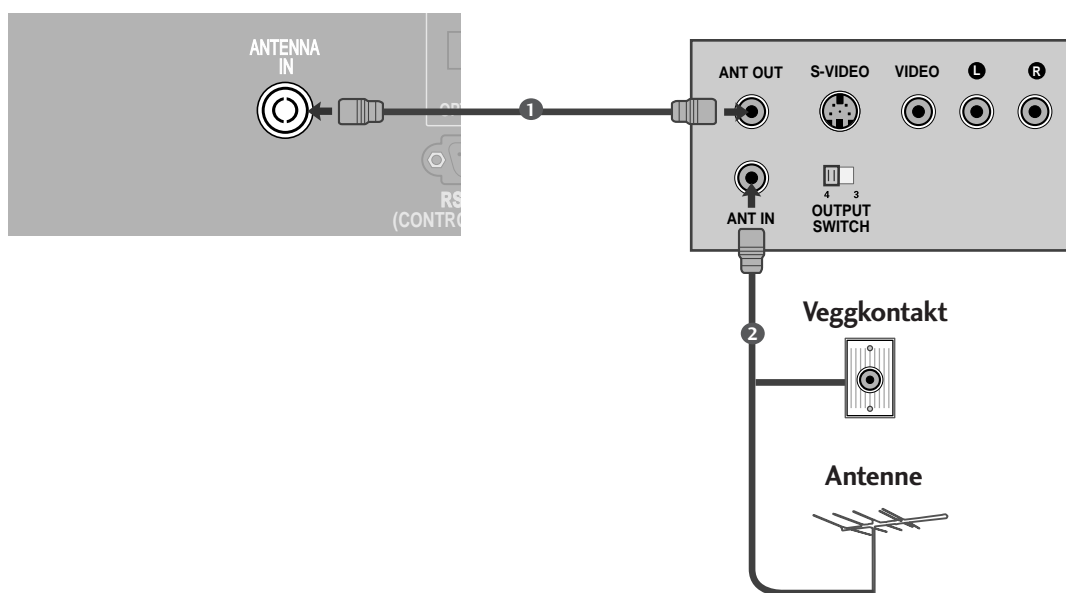 ANTENNA
IN
RS
(CONTRO
1
ANT OUT S-VIDEO VIDEO L R
4 3
ANT IN
OUTPUT
SWITCH
2
Veggkontakt
Antenne